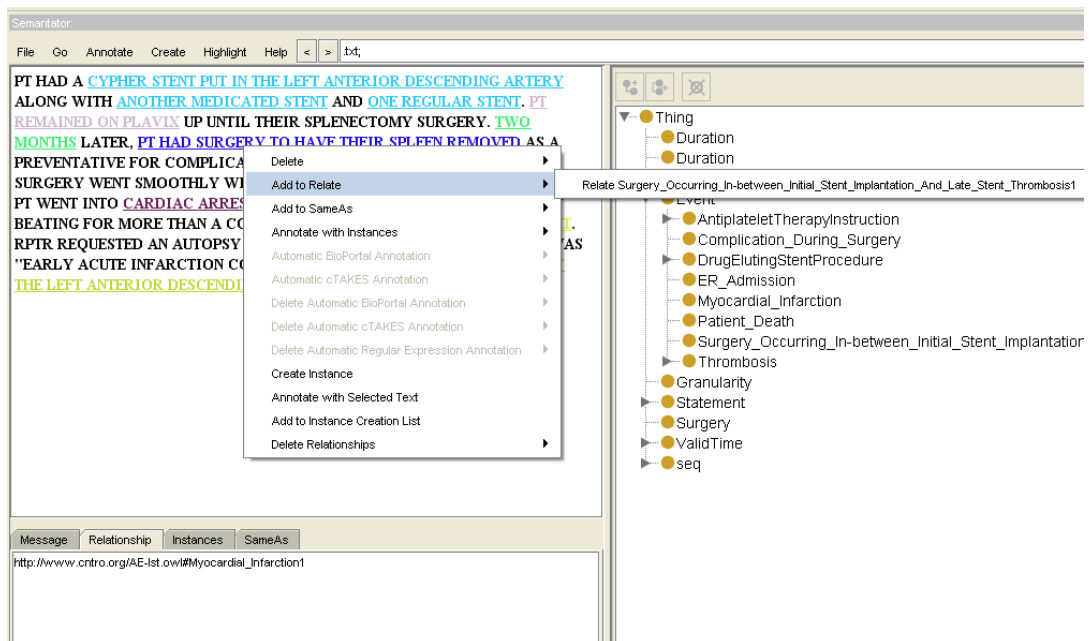 Semantator:
File Go Annotate Create Highlight Help < > .txt;
PT HAD A CYPHER STENT PUT IN THE LEFT ANTERIOR DESCENDING ARTERY
ALONG WITH ANOTHER MEDICATED STENT AND ONE REGULAR STENT. PT
REMAINED ON PLAVIX UP UNTIL THEIR SPLENECTOMY SURGERY. TWO
MONTHS LATER, PT HAD SURGERY TO HAVE THEIR SPLEEN REMOVED AS A
PREVENTATIVE FOR
SURGERY WENT SMOOTHLY
PT WENT INTO CARDIAC
BEATING FOR MORE THAN A
RPTR REQUESTED AN AUTOPSY
"EARLY ACUTE INFARCTION
THE LEFT ANTERIOR
Delete
Add to Relate
Add to SameAs
Annotate with Instances
Automatic BioPortal Annotation
Automatic cTAKES Annotation
Delete Automatic BioPortal Annotation
Delete Automatic cTAKES Annotation
Delete Automatic Regular Expression Annotation
Create Instance
Annotate with Selected Text
Add to Instance Creation List
Delete Relationships
Relate Surgery_Occurring_In-between_Initial_Stent_Implantation_And_Late_Stent_Thrombosis1
Thing
Duration
Duration
Event
AntiplateletTherapyInstruction
Complication_During_Surgery
DrugElutingStentProcedure
ER_Admission
Myocardial_Infarction
Patient_Death
Surgery_Occurring_In-between_Initial_Stent_Implantation
Thrombosis
Granularity
Statement
Surgery
ValidTime
seq
Message Relationship Instances SameAs
http://www.cntro.org/AE-lst.owl#Myocardial_Infarction1